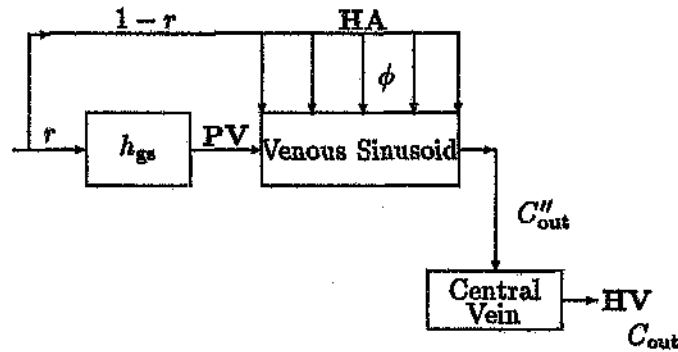 1 − r
HA
ϕ
r
h_gs
PV
Venous Sinusoid
C''_out
Central
Vein
HV
C_out